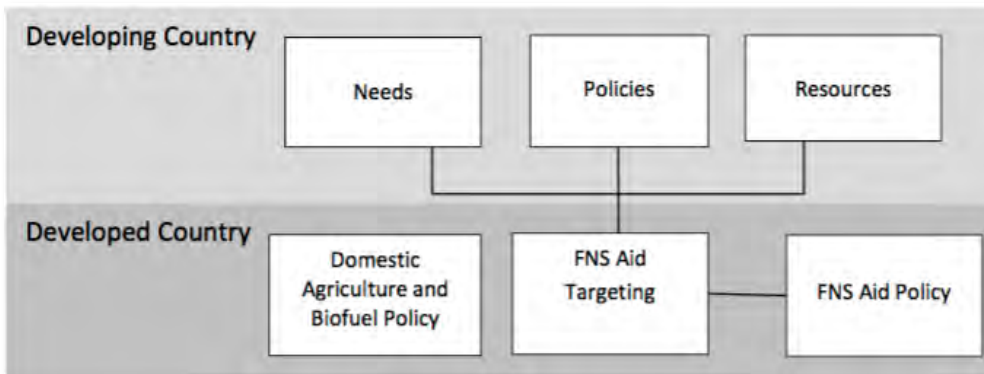 Developing Country
Needs
Policies
Resources
Developed Country
Domestic
Agriculture and
Biofuel Policy
FNS Aid
Targeting
FNS Aid Policy